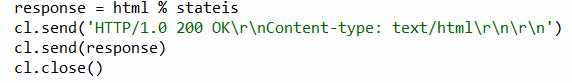 response = html % stateis
cl.send('HTTP/1.0 200 OK\r\nContent-type: text/html\r\n\r\n')
cl.send(response)
cl.close()